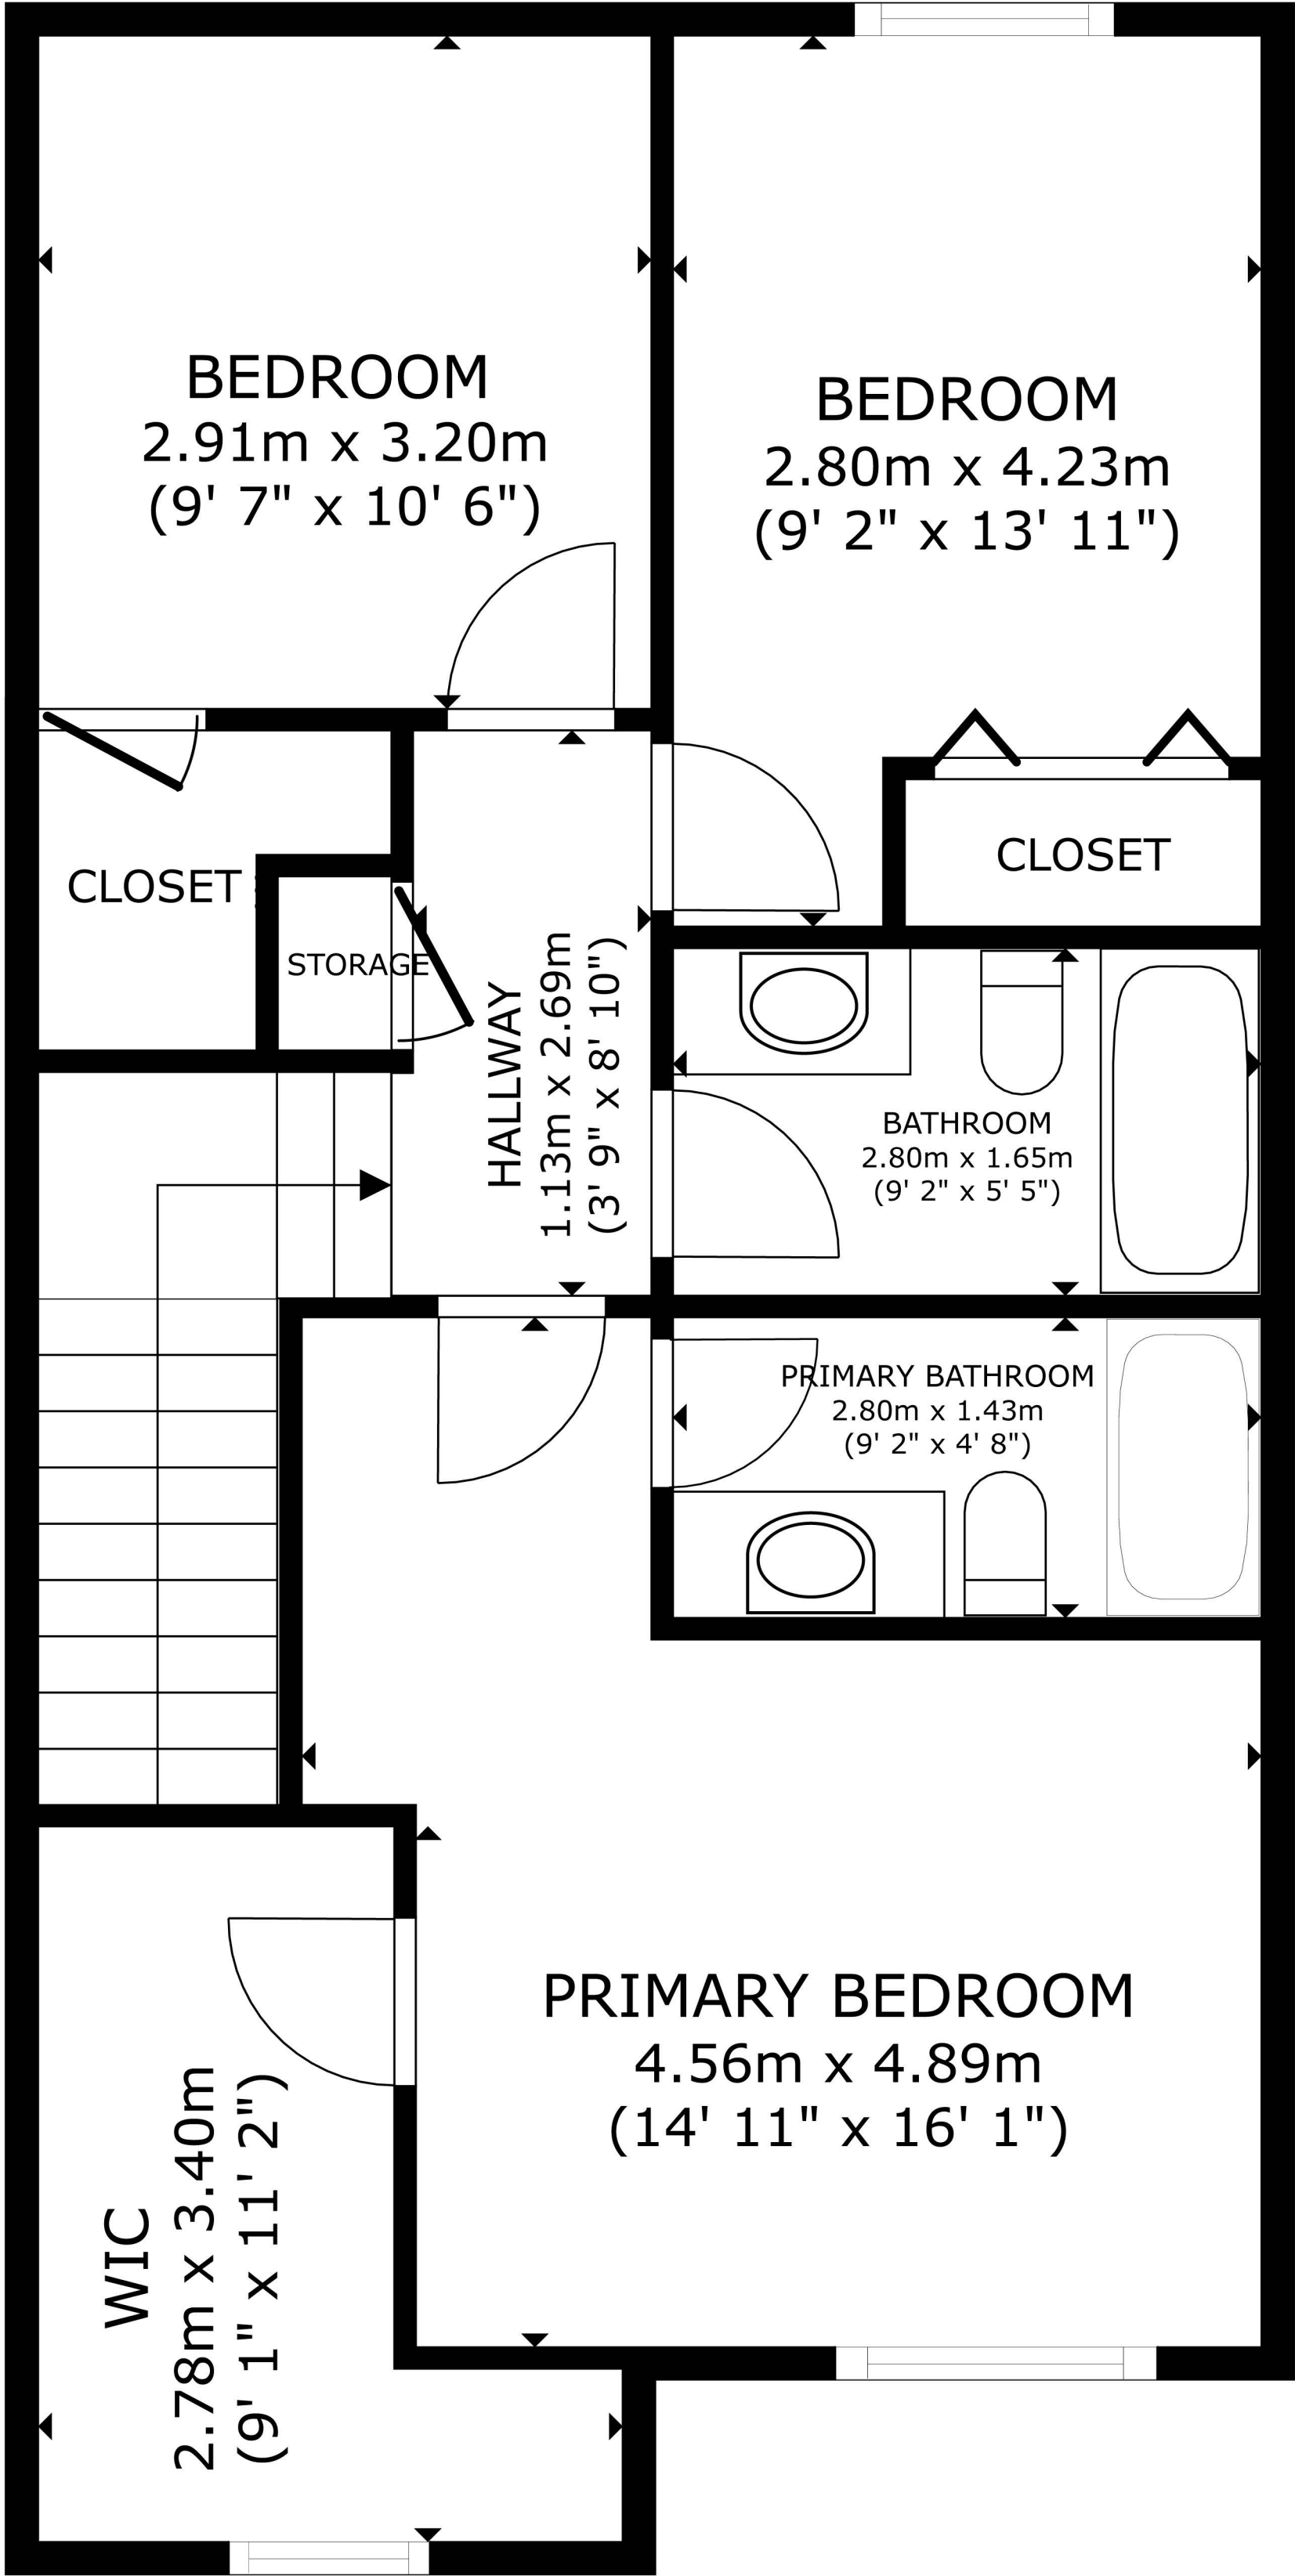 BEDROOM
2.91m x 3.20m
(9' 7" x 10' 6")
BEDROOM
2.80m x 4.23m
(9' 2" x 13' 11")
CLOSET
CLOSET
STORAGE
HALLWAY
1.13m x 2.69m
(3' 9" x 8' 10")
BATHROOM
2.80m x 1.65m
(9' 2" x 5' 5")
PRIMARY BATHROOM
2.80m x 1.43m
(9' 2" x 4' 8")
PRIMARY BEDROOM
4.56m x 4.89m
(14' 11" x 16' 1")
WIC
2.78m x 3.40m
(9' 1" x 11' 2")